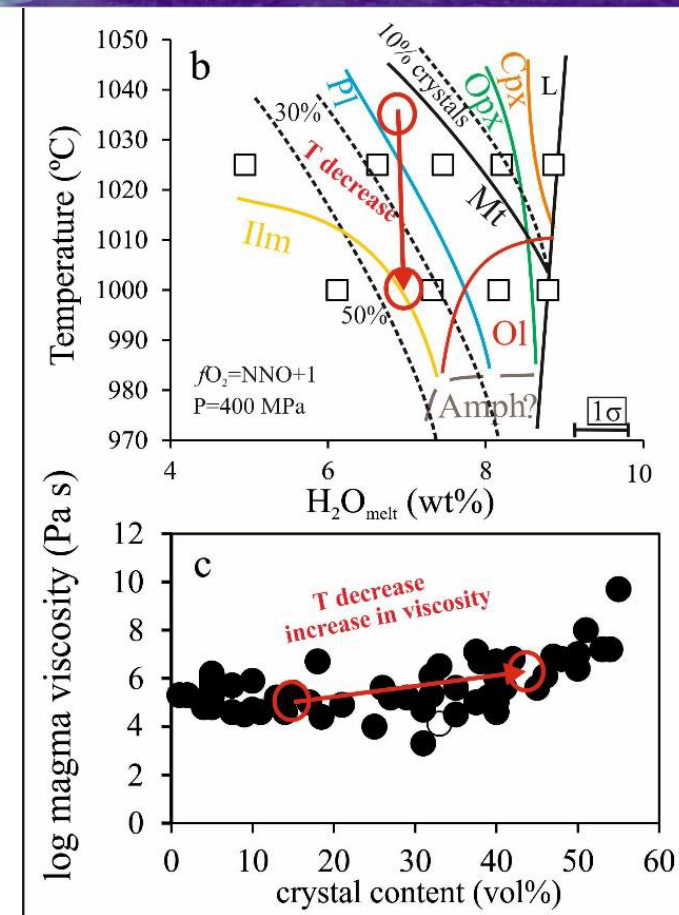 b
1050
1040
1030
1020
1010
1000
990
980
970
Temperature (ºC)
10% crystals
30%
50%
Pl
Opx
Cpx
L
T decrease
Mt
Ilm
Ol
Amph?
fO₂=NNO+1
P=400 MPa
1σ
4 6 8 10
H₂Oₘₑₗₜ (wt%)
c
12
10
8
6
4
2
0
log magma viscosity (Pa s)
T decrease
increase in viscosity
0 10 20 30 40 50 60
crystal content (vol%)